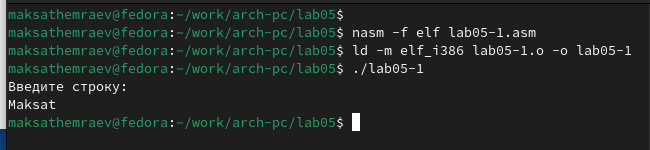 maksathemraev@fedora:~/work/arch-pc/lab05$
maksathemraev@fedora:~/work/arch-pc/lab05$ nasm -f elf lab05-1.asm
maksathemraev@fedora:~/work/arch-pc/lab05$ ld -m elf_i386 lab05-1.o -o lab05-1
maksathemraev@fedora:~/work/arch-pc/lab05$ ./lab05-1
Введите строку:
Maksat
maksathemraev@fedora:~/work/arch-pc/lab05$